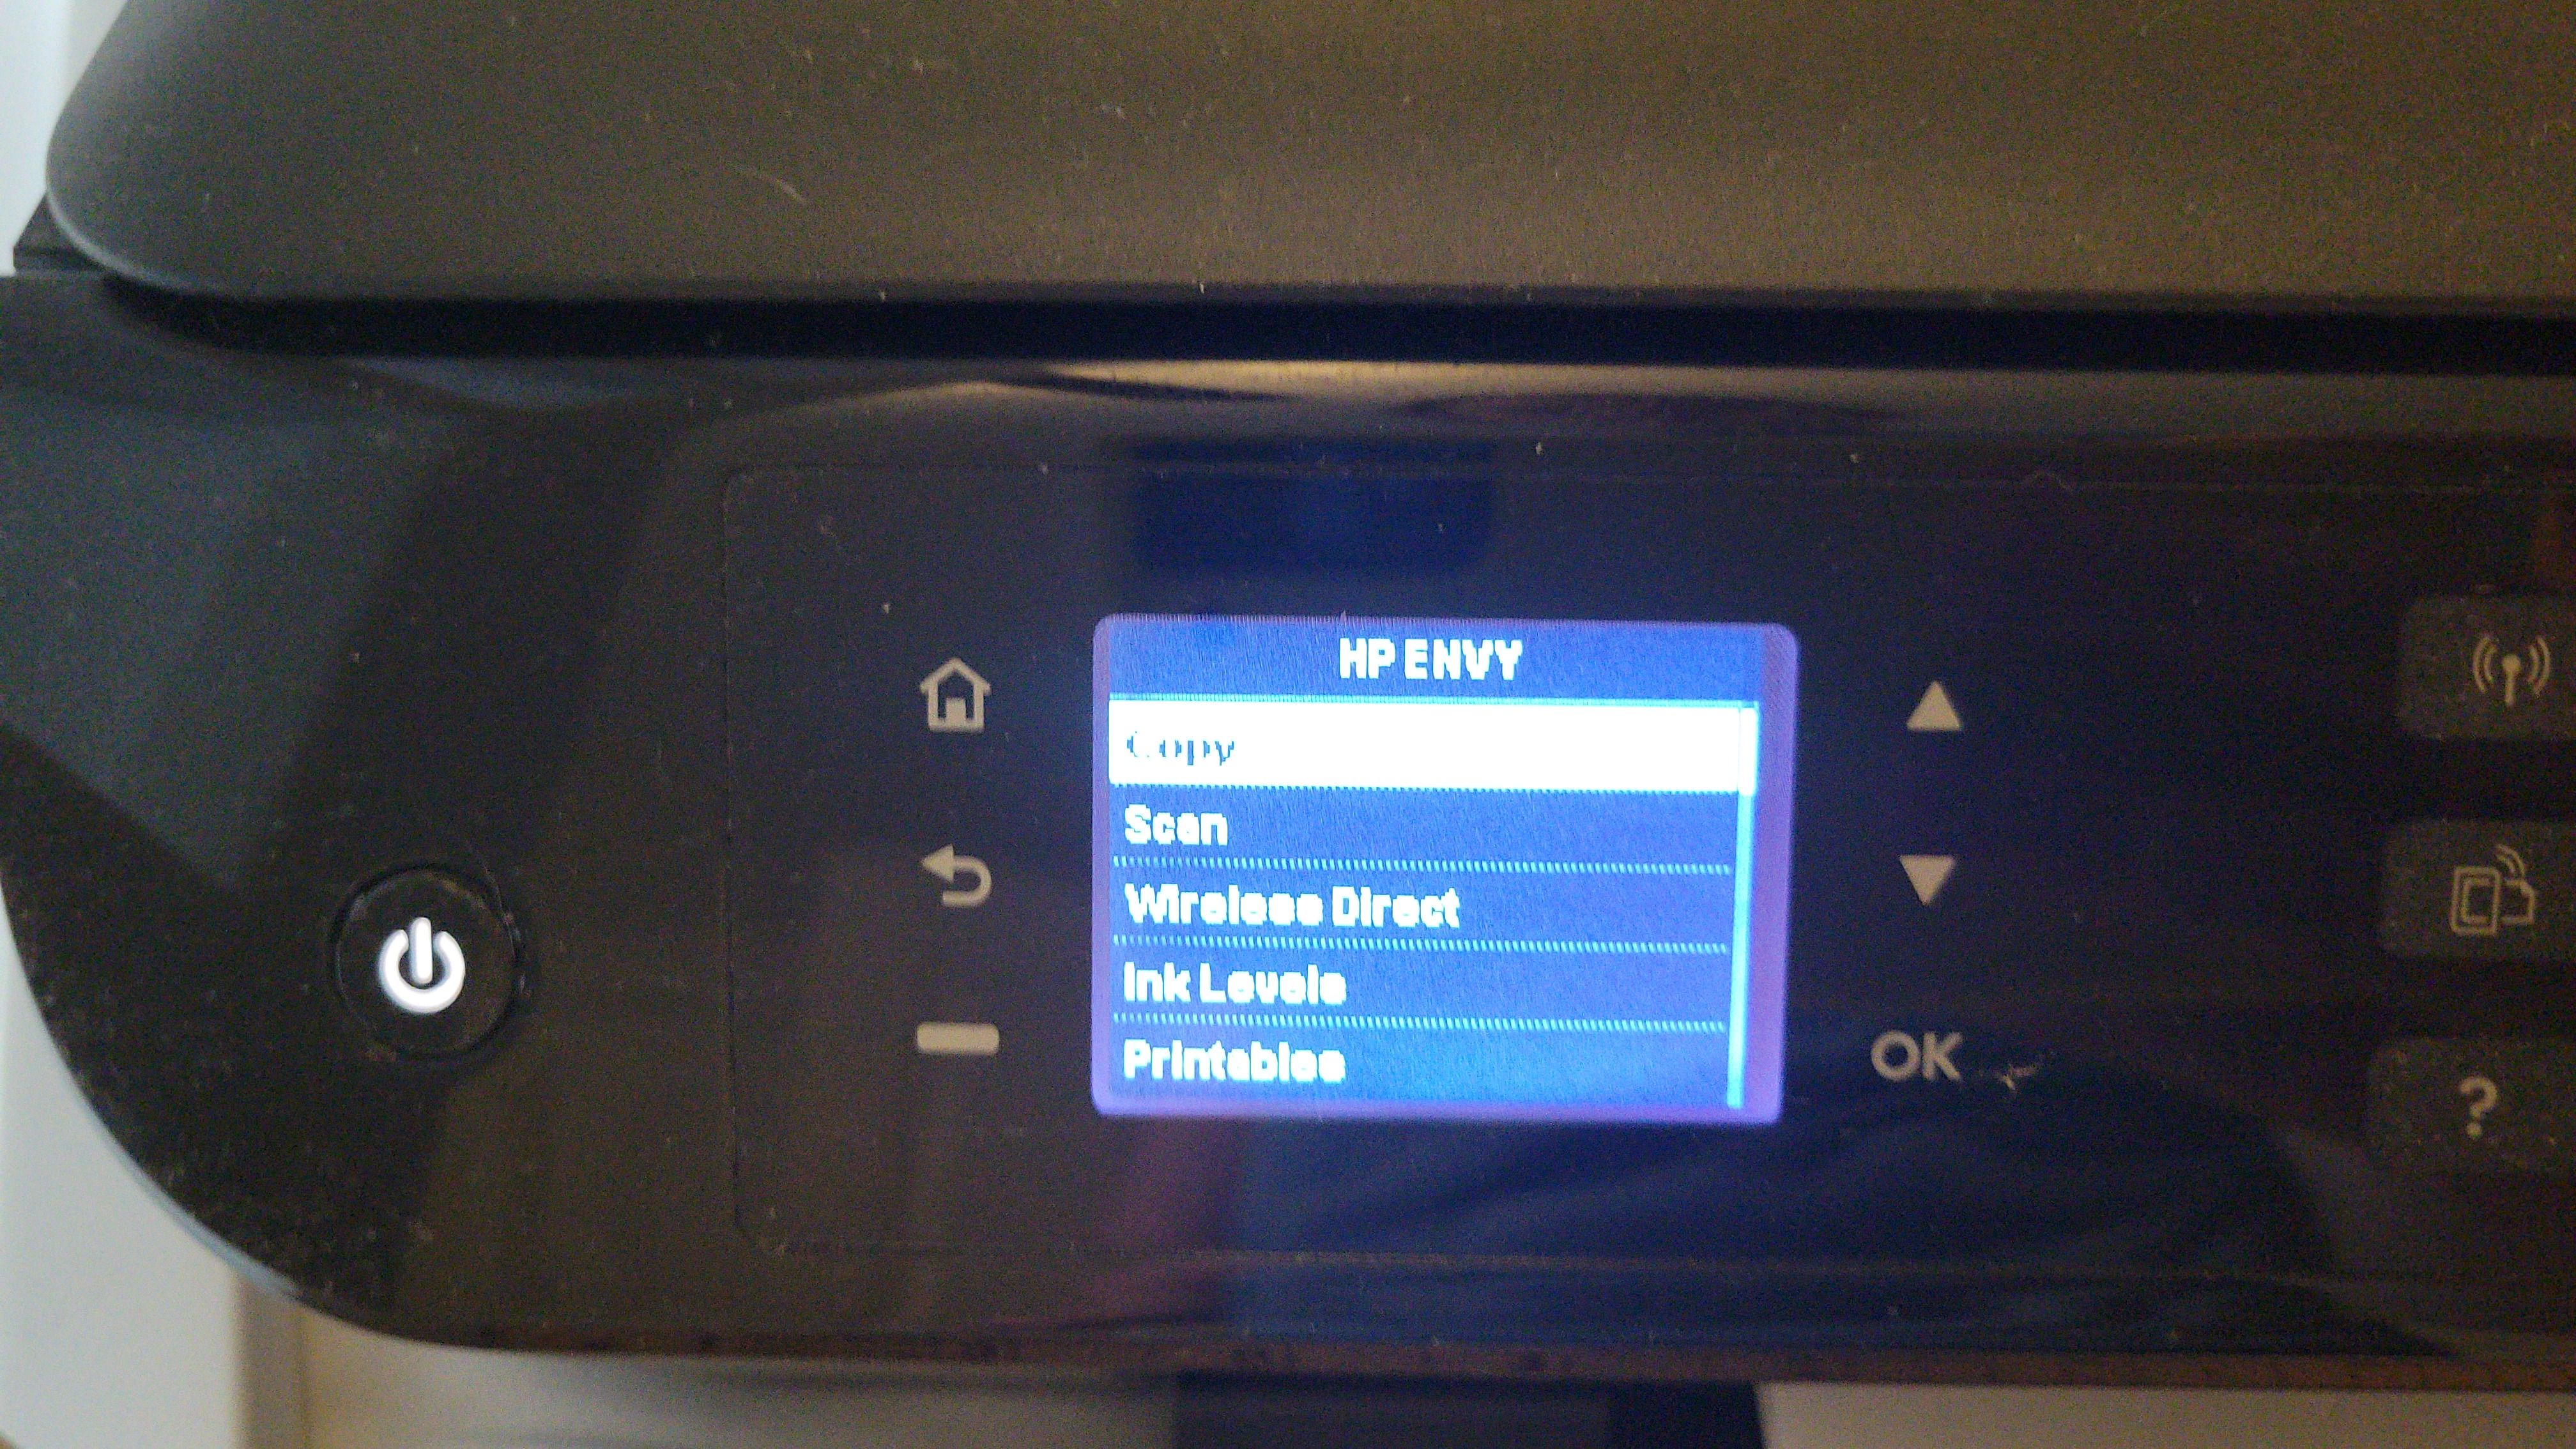 HP ENVY
Copy
Scan
Wireless Direct
Ink Levels
Printables
OK
?